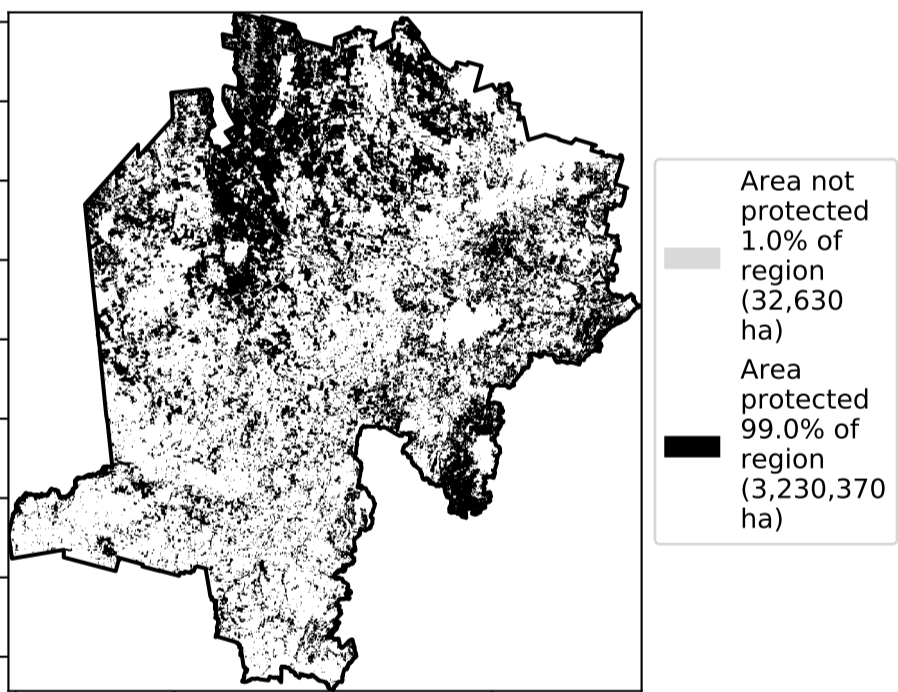 Area not
protected
1.0% of
region
(32,630
ha)
Area
protected
99.0% of
region
(3,230,370
ha)